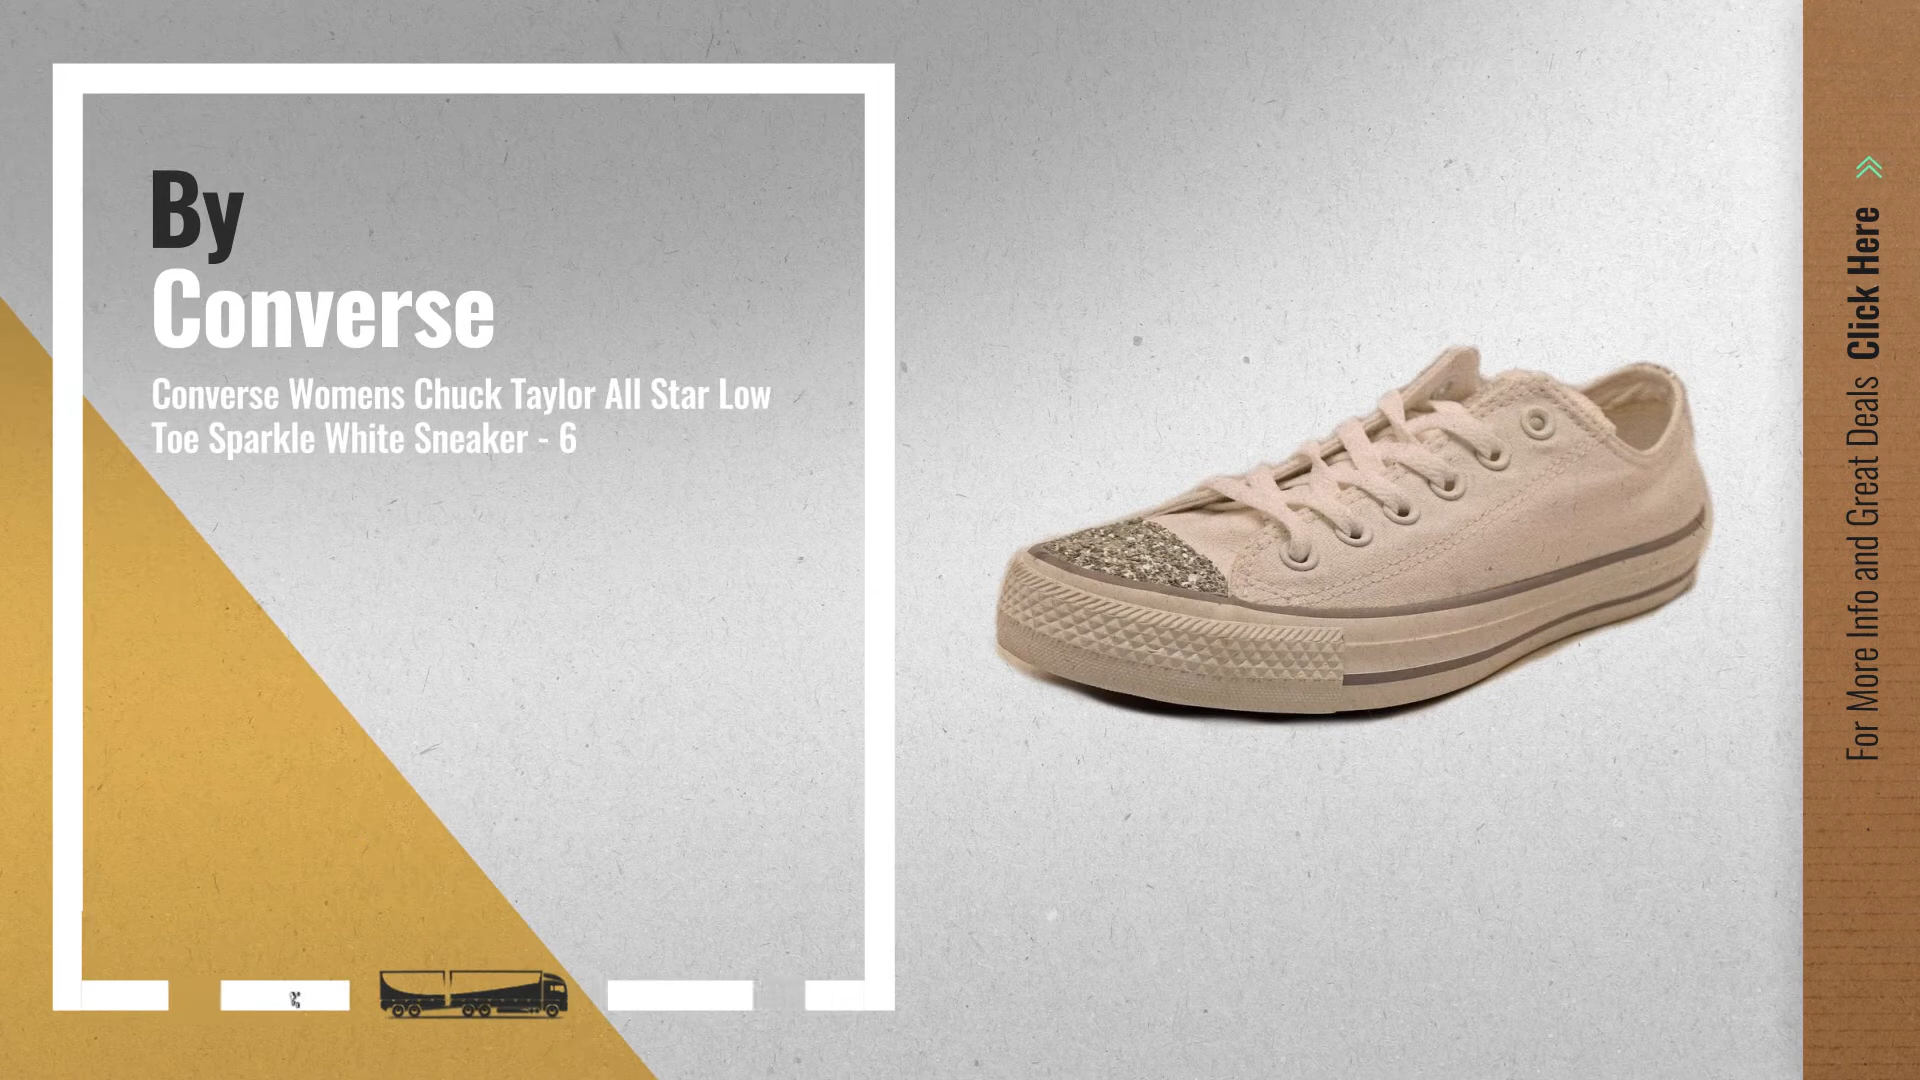 By
Converse
Converse Womens Chuck Taylor All Star Low
Toe Sparkle White Sneaker - 6
For More Info and Great Deals Click Here